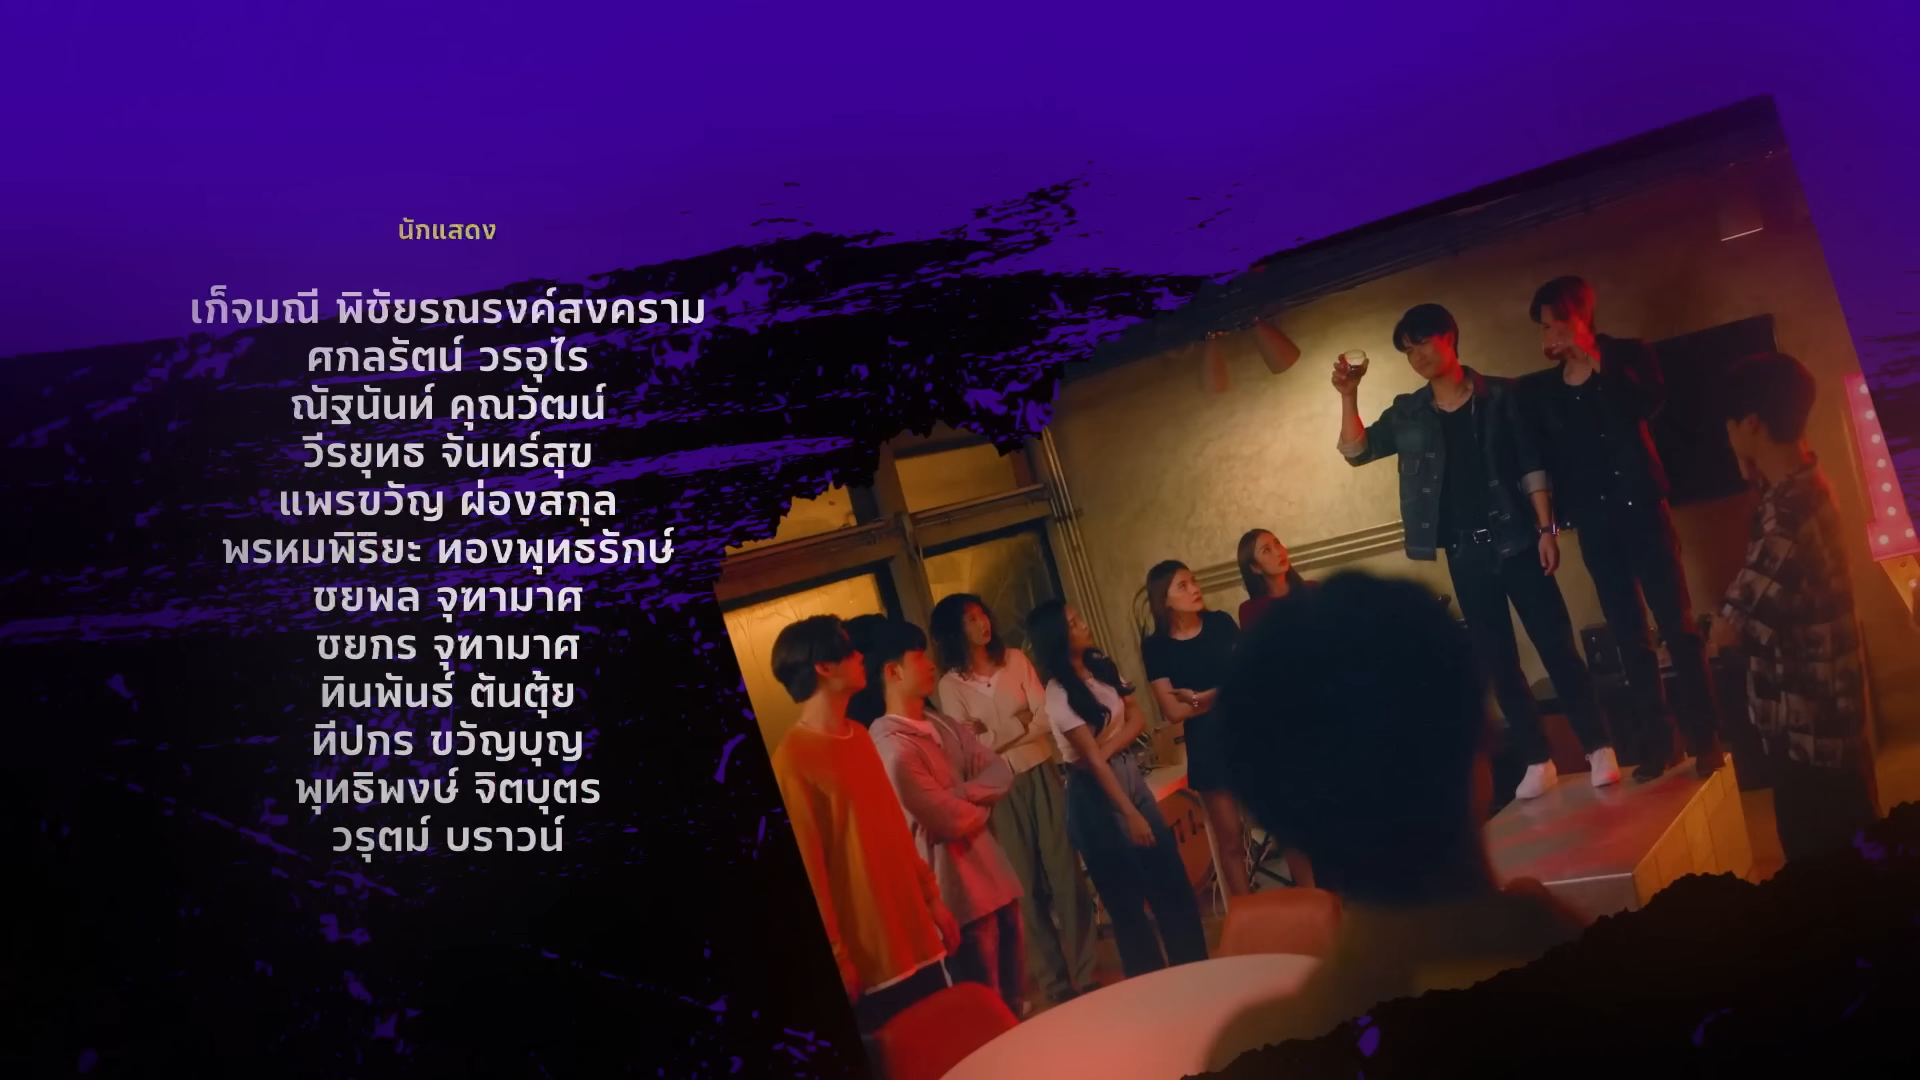 นักแสดง
เก็จมณี พิชัยรณรงค์สงคราม
ศกลรัตน์ วรอุไร
ณัฐนันท์ คุณวัฒน์
วีรยุทธ จันทร์สุข
แพรขวัญ ผ่องสกุล
พรหมพิริยะ ทองพุทธรักษ์
ชยพล จุฑามาศ
ชยกร จุฑามาศ
ทินพันธ์ ตันตุ้ย
ทีปกร ขวัญบุญ
พุทธิพงษ์ จิตบุตร
วรุตม์ บราวน์